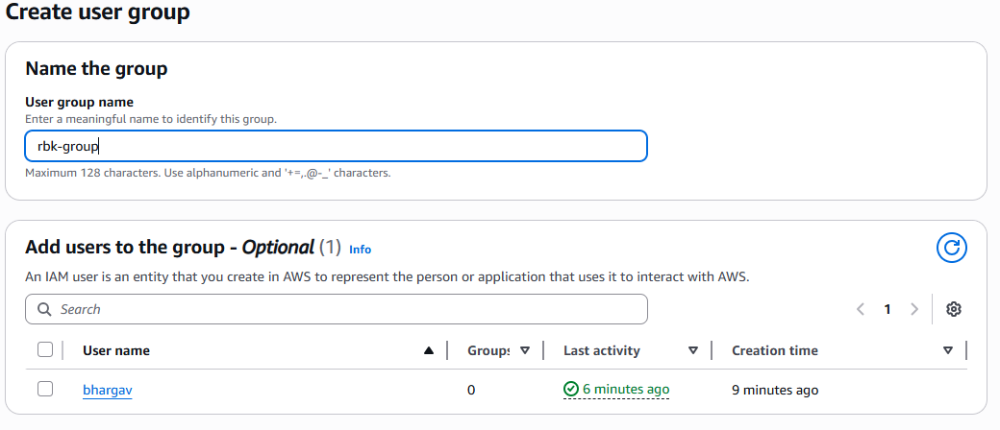 Create user group
Name the group
User group name
Enter a meaningful name to identify this group.
rbk-group
Maximum 128 characters. Use alphanumeric and '+=,.@-_' characters.
Add users to the group - Optional (1) Info
An IAM user is an entity that you create in AWS to represent the person or application that uses it to interact with AWS.
Search
1
User name Groups Last activity Creation time
bhargav 0 6 minutes ago 9 minutes ago